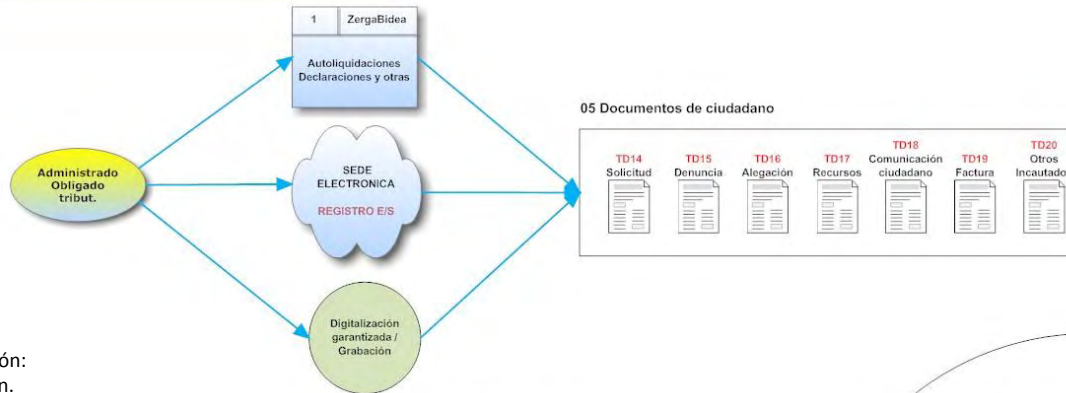 1 ZergaBidea
Autoliquidaciones
Declaraciones y otras
Administrado
Obligado
tribut.
SEDE
ELECTRONICA
REGISTRO E/S
Digitalización
garantizada /
Grabación
05 Documentos de ciudadano
TD14
Solicitud
TD15
Denuncia
TD16
Alegación
TD17
Recursos
TD18
Comunicación
ciudadano
TD19
Factura
TD20
Otros
Incautado
ón:
n.